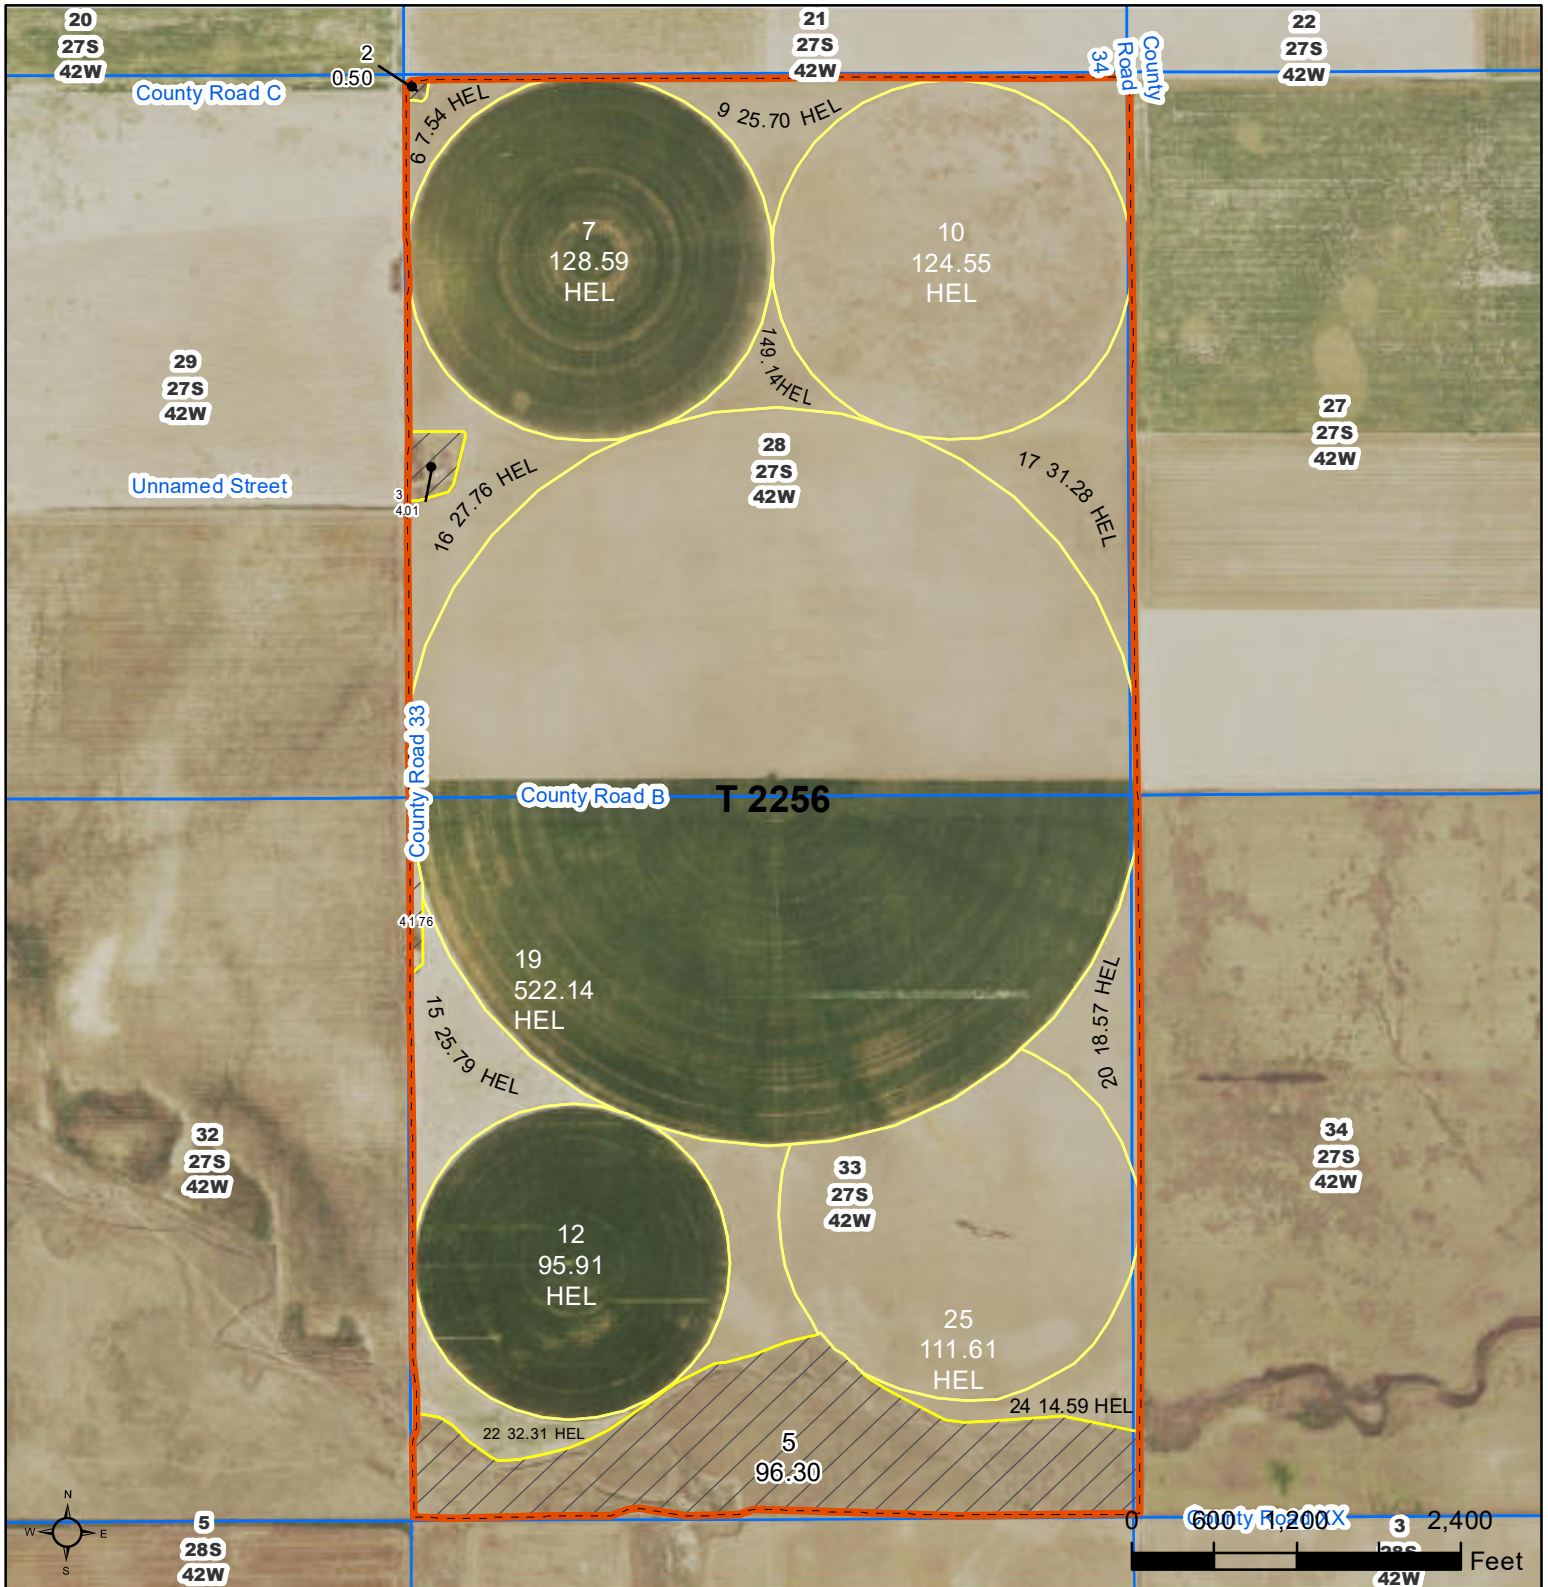 20
27S
42W
21
27S
42W
22
27S
42W
County
Road
34
2
0.50
County Road C
6 7.54 HEL
9 25.70 HEL
7
128.59
HEL
10
124.55
HEL
149.14HEL
29
27S
42W
27
27S
42W
28
27S
42W
Unnamed Street
3
4.01
16 27.76 HEL
17 31.28 HEL
County Road 33
County Road B
T 2256
4 1.76
19
522.14
HEL
15 25.79 HEL
20 18.57 HEL
32
27S
42W
33
27S
42W
34
27S
42W
12
95.91
HEL
25
111.61
HEL
24 14.59 HEL
22 32.31 HEL
5
96.30
N
W E
S
5
28S
42W
County Road XX
3
28S
42W
0 600 1,200 2,400
Feet